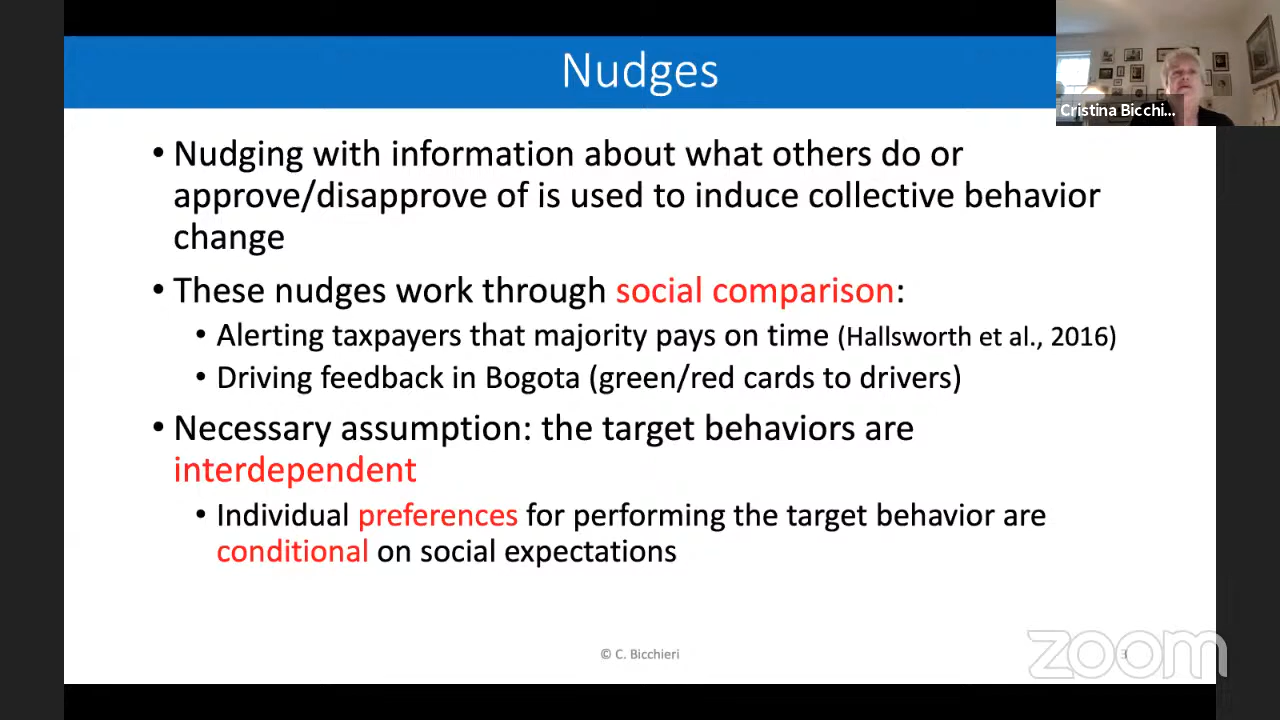 Nudges
Cristina Bicchi...
• Nudging with information about what others do or
approve/disapprove of is used to induce collective behavior
change
• These nudges work through social comparison:
• Alerting taxpayers that majority pays on time (Hallsworth et al., 2016)
• Driving feedback in Bogota (green/red cards to drivers)
• Necessary assumption: the target behaviors are
interdependent
• Individual preferences for performing the target behavior are
conditional on social expectations
© C. Bicchieri
3
zoom